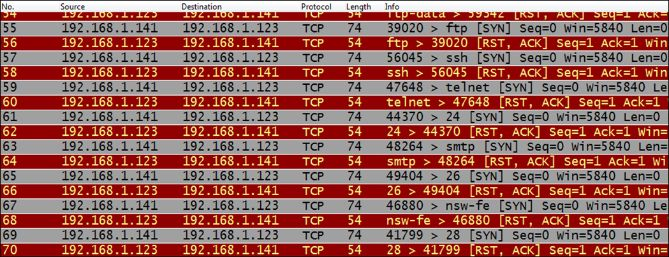 No. Source Destination Protocol Length Info
54 192.168.1.123 192.168.1.141 TCP 54 ftp-data > 59342 [RST, ACK] Seq=1 Win
55 192.168.1.141 192.168.1.123 TCP 74 39020 > ftp [SYN] Seq=0 Win=5840 Len=0
56 192.168.1.123 192.168.1.141 TCP 54 ftp > 39020 [RST, ACK] Seq=1 Ack=1 Wi
57 192.168.1.141 192.168.1.123 TCP 74 56045 > ssh [SYN] Seq=0 Win=5840 Len=0
58 192.168.1.123 192.168.1.141 TCP 54 ssh > 56045 [RST, ACK] Seq=1 Ack=1 Wi
59 192.168.1.141 192.168.1.123 TCP 74 47648 > telnet [SYN] Seq=0 Win=5840 Le
60 192.168.1.123 192.168.1.141 TCP 54 telnet > 47648 [RST, ACK] Seq=1 Ack=1
61 192.168.1.141 192.168.1.123 TCP 74 44370 > 24 [SYN] Seq=0 Win=5840 Len=0
62 192.168.1.123 192.168.1.141 TCP 54 24 > 44370 [RST, ACK] Seq=1 Ack=1 Win
63 192.168.1.141 192.168.1.123 TCP 74 48264 > smtp [SYN] Seq=0 Win=5840 Len
64 192.168.1.123 192.168.1.141 TCP 54 smtp > 48264 [RST, ACK] Seq=1 Ack=1 W
65 192.168.1.141 192.168.1.123 TCP 74 49404 > 26 [SYN] Seq=0 Win=5840 Len=0
66 192.168.1.123 192.168.1.141 TCP 54 26 > 49404 [RST, ACK] Seq=1 Ack=1 Win
67 192.168.1.141 192.168.1.123 TCP 74 46880 > nsw-fe [SYN] Seq=0 Win=5840 Le
68 192.168.1.123 192.168.1.141 TCP 54 nsw-fe > 46880 [RST, ACK] Seq=1 Ack=1
69 192.168.1.141 192.168.1.123 TCP 74 41799 > 28 [SYN] Seq=0 Win=5840 Len=0
70 192.168.1.123 192.168.1.141 TCP 54 28 > 41799 [RST, ACK] Seq=1 Ack=1 Win=